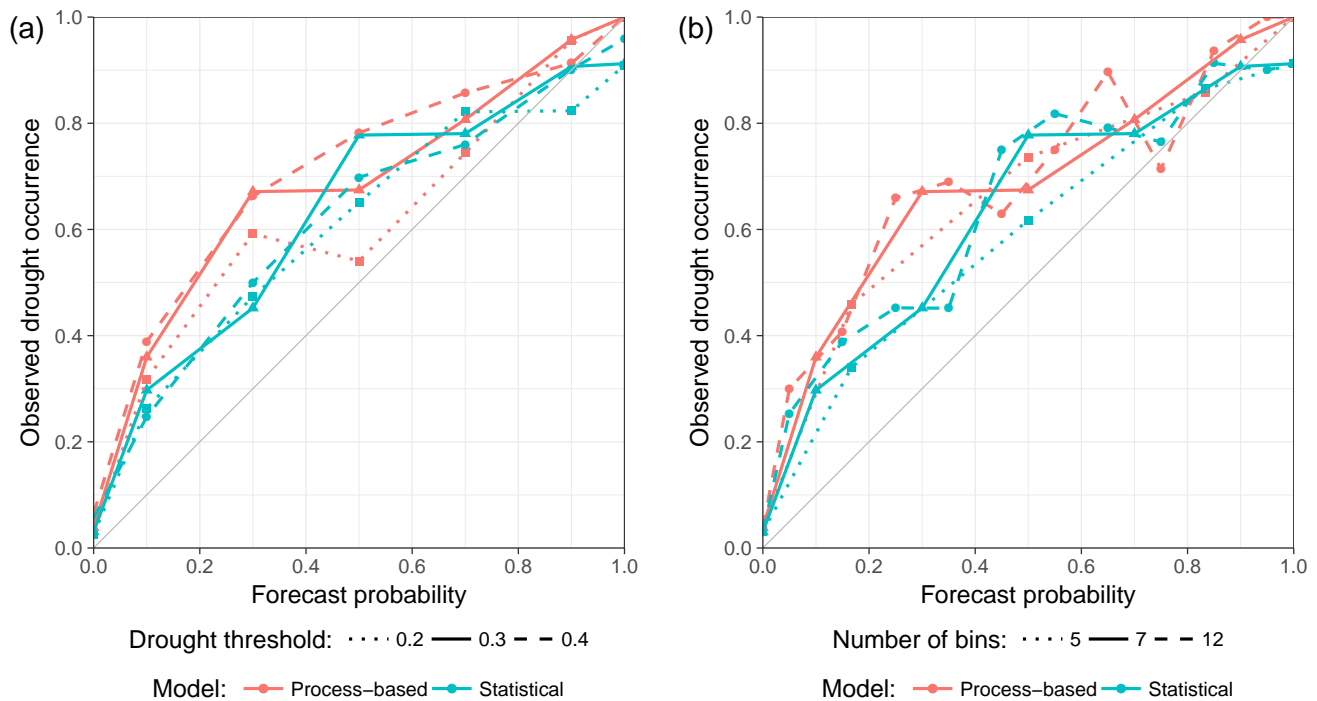 (a)
1.0
0.8
0.6
0.4
0.2
0.0
Observed drought occurrence
0.0 0.2 0.4 0.6 0.8 1.0
Forecast probability
Drought threshold: 0.2 0.3 0.4
Model: Process−based Statistical
(b)
1.0
0.8
0.6
0.4
0.2
0.0
Observed drought occurrence
0.0 0.2 0.4 0.6 0.8 1.0
Forecast probability
Number of bins: 5 7 12
Model: Process−based Statistical